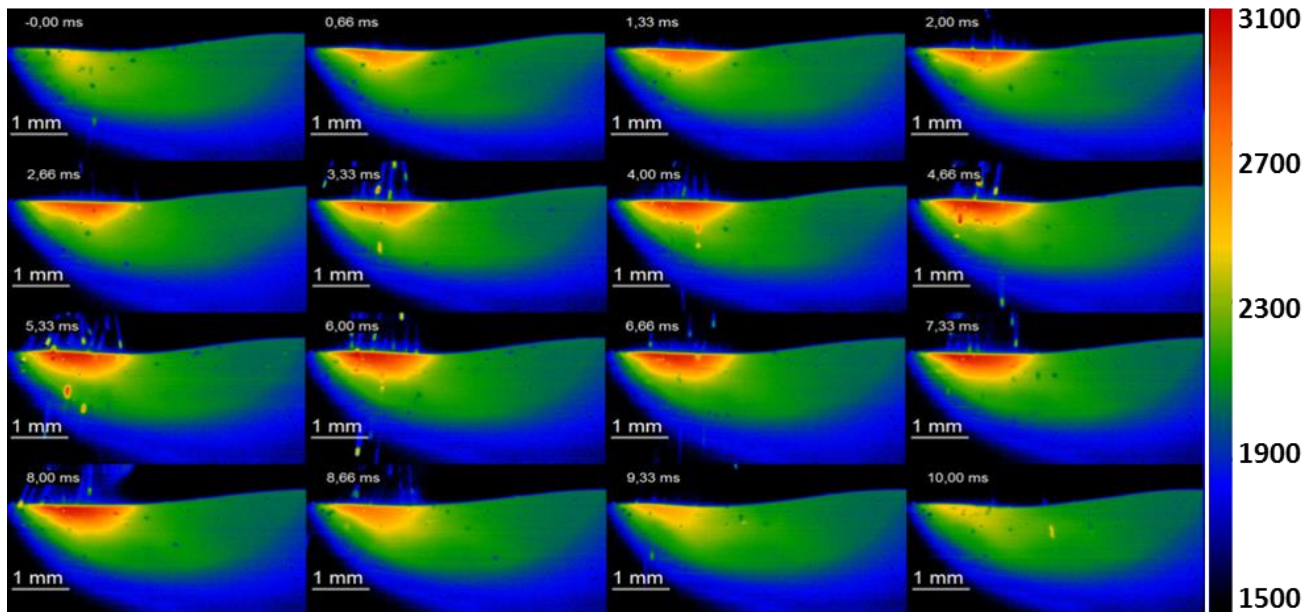 -0,00 ms
0,66 ms
1,33 ms
2,00 ms
1 mm
1 mm
1 mm
1 mm
2,66 ms
3,33 ms
4,00 ms
4,66 ms
1 mm
1 mm
1 mm
1 mm
5,33 ms
6,00 ms
6,66 ms
7,33 ms
1 mm
1 mm
1 mm
1 mm
8,00 ms
8,66 ms
9,33 ms
10,00 ms
1 mm
1 mm
1 mm
1 mm
3100
2700
2300
1900
1500